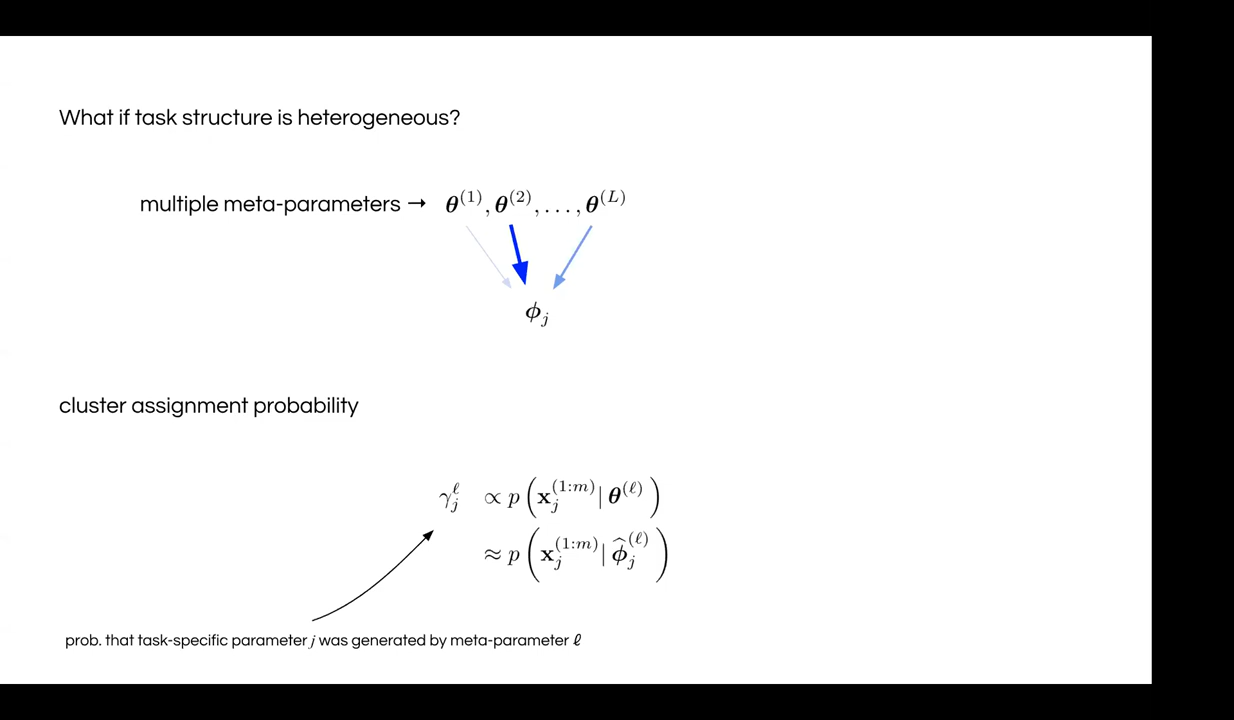 What if task structure is heterogeneous?
multiple meta-parameters → θ^(1), θ^(2), . . . , θ^(L)
ϕ_j
cluster assignment probability
γ_j^ℓ ∝ p ( x_j^(1:m) | θ^(ℓ) )
≈ p ( x_j^(1:m) | ϕ̂_j^(ℓ) )
prob. that task-specific parameter j was generated by meta-parameter ℓ